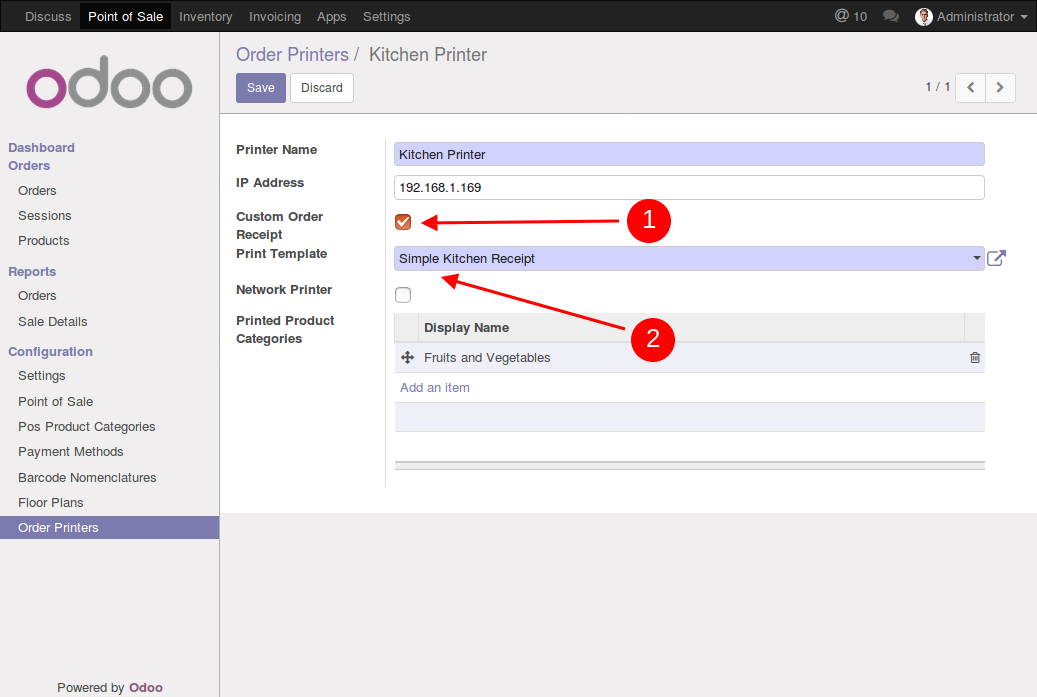 Discuss Point of Sale Inventory Invoicing Apps Settings @ 10 Administrator
odoo
Order Printers / Kitchen Printer
Save Discard
1 / 1
Dashboard
Orders
Orders
Sessions
Products
Reports
Orders
Sale Details
Configuration
Settings
Point of Sale
Pos Product Categories
Payment Methods
Barcode Nomenclatures
Floor Plans
Order Printers
Powered by Odoo
Printer Name Kitchen Printer
IP Address 192.168.1.169
Custom Order
Receipt
1
Print Template Simple Kitchen Receipt
Network Printer
2
Printed Product
Categories
Display Name
Fruits and Vegetables
Add an item